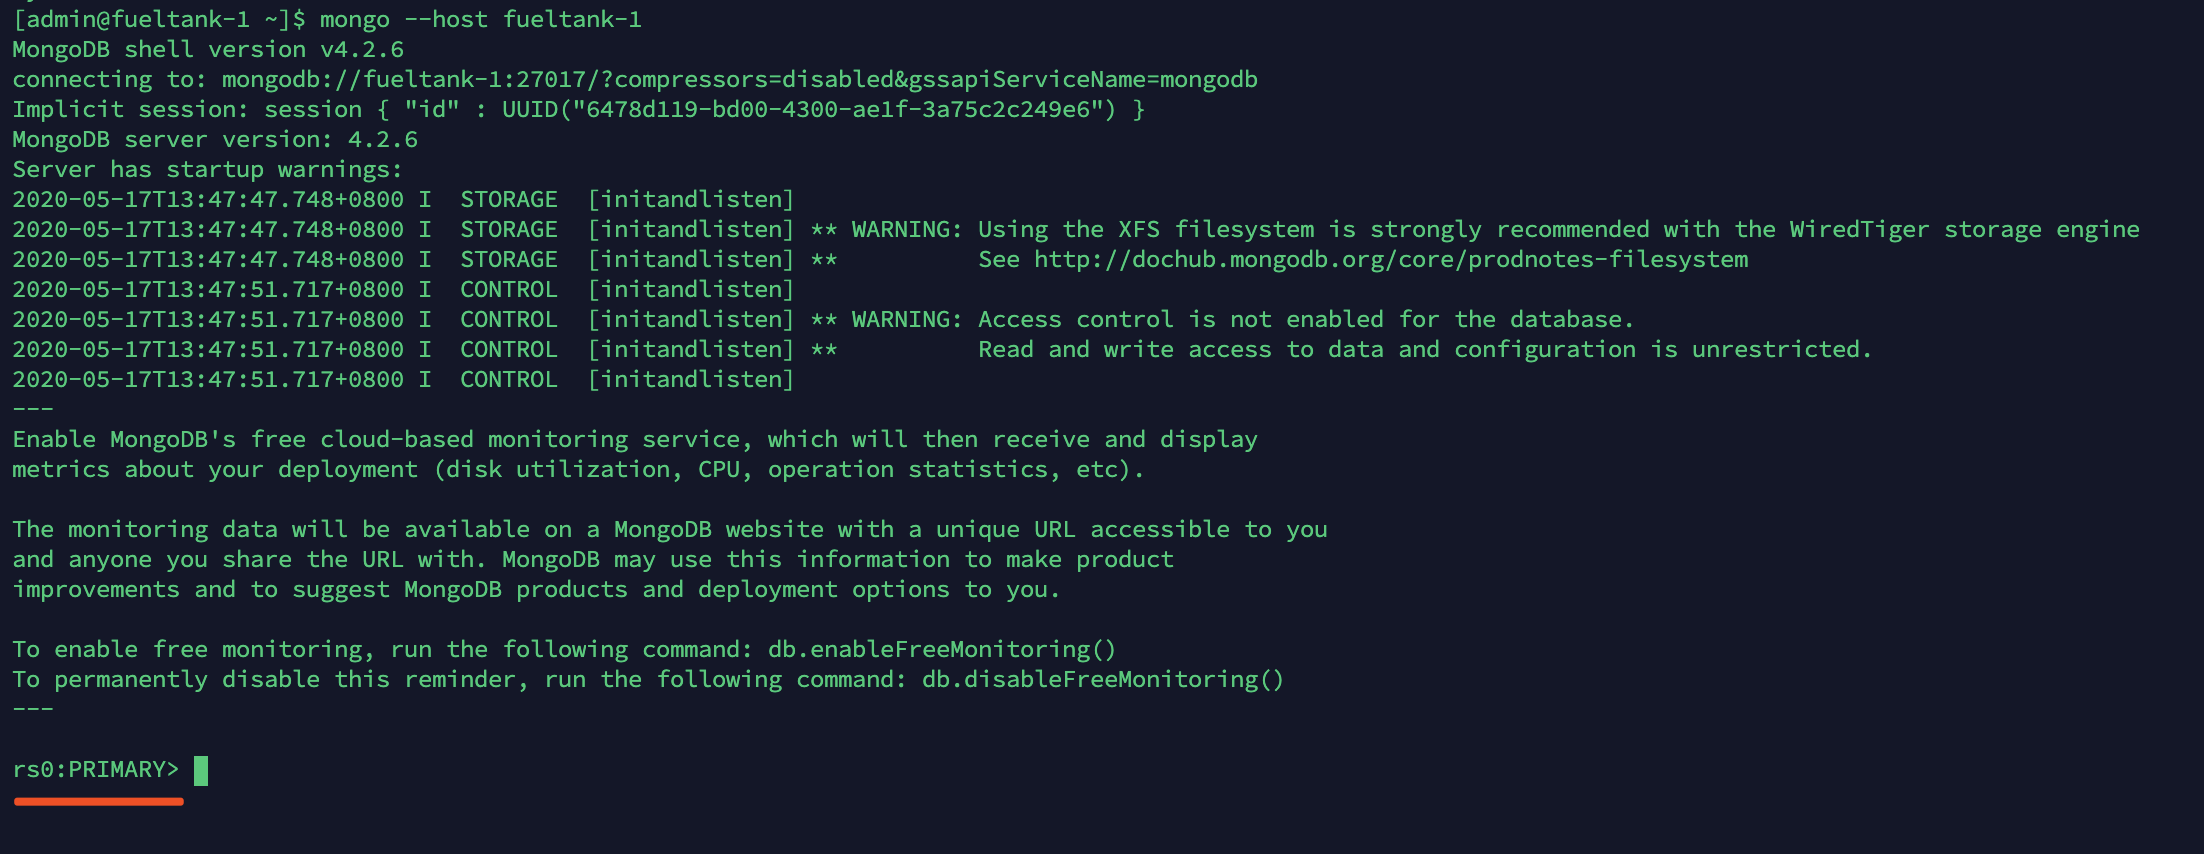 [admin@fueltank-1 ~]$ mongo --host fueltank-1
MongoDB shell version v4.2.6
connecting to: mongodb://fueltank-1:27017/?compressors=disabled&gssapiServiceName=mongodb
Implicit session: session { "id" : UUID("6478d119-bd00-4300-ae1f-3a75c2c249e6") }
MongoDB server version: 4.2.6
Server has startup warnings:
2020-05-17T13:47:47.748+0800 I  STORAGE  [initandlisten]
2020-05-17T13:47:47.748+0800 I  STORAGE  [initandlisten] ** WARNING: Using the XFS filesystem is strongly recommended with the WiredTiger storage engine
2020-05-17T13:47:47.748+0800 I  STORAGE  [initandlisten] **          See http://dochub.mongodb.org/core/prodnotes-filesystem
2020-05-17T13:47:51.717+0800 I  CONTROL  [initandlisten]
2020-05-17T13:47:51.717+0800 I  CONTROL  [initandlisten] ** WARNING: Access control is not enabled for the database.
2020-05-17T13:47:51.717+0800 I  CONTROL  [initandlisten] **          Read and write access to data and configuration is unrestricted.
2020-05-17T13:47:51.717+0800 I  CONTROL  [initandlisten]
---
Enable MongoDB's free cloud-based monitoring service, which will then receive and display
metrics about your deployment (disk utilization, CPU, operation statistics, etc).

The monitoring data will be available on a MongoDB website with a unique URL accessible to you
and anyone you share the URL with. MongoDB may use this information to make product
improvements and to suggest MongoDB products and deployment options to you.

To enable free monitoring, run the following command: db.enableFreeMonitoring()
To permanently disable this reminder, run the following command: db.disableFreeMonitoring()
---

rs0:PRIMARY>